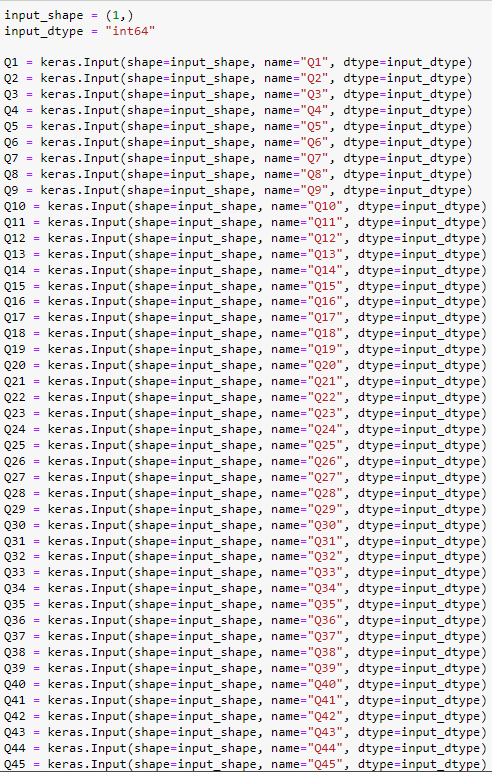 input_shape = (1,)
input_dtype = "int64"
Q1 = keras.Input(shape=input_shape, name="Q1", dtype=input_dtype)
Q2 = keras.Input(shape=input_shape, name="Q2", dtype=input_dtype)
Q3 = keras.Input(shape=input_shape, name="Q3", dtype=input_dtype)
Q4 = keras.Input(shape=input_shape, name="Q4", dtype=input_dtype)
Q5 = keras.Input(shape=input_shape, name="Q5", dtype=input_dtype)
Q6 = keras.Input(shape=input_shape, name="Q6", dtype=input_dtype)
Q7 = keras.Input(shape=input_shape, name="Q7", dtype=input_dtype)
Q8 = keras.Input(shape=input_shape, name="Q8", dtype=input_dtype)
Q9 = keras.Input(shape=input_shape, name="Q9", dtype=input_dtype)
Q10 = keras.Input(shape=input_shape, name="Q10", dtype=input_dtype)
Q11 = keras.Input(shape=input_shape, name="Q11", dtype=input_dtype)
Q12 = keras.Input(shape=input_shape, name="Q12", dtype=input_dtype)
Q13 = keras.Input(shape=input_shape, name="Q13", dtype=input_dtype)
Q14 = keras.Input(shape=input_shape, name="Q14", dtype=input_dtype)
Q15 = keras.Input(shape=input_shape, name="Q15", dtype=input_dtype)
Q16 = keras.Input(shape=input_shape, name="Q16", dtype=input_dtype)
Q17 = keras.Input(shape=input_shape, name="Q17", dtype=input_dtype)
Q18 = keras.Input(shape=input_shape, name="Q18", dtype=input_dtype)
Q19 = keras.Input(shape=input_shape, name="Q19", dtype=input_dtype)
Q20 = keras.Input(shape=input_shape, name="Q20", dtype=input_dtype)
Q21 = keras.Input(shape=input_shape, name="Q21", dtype=input_dtype)
Q22 = keras.Input(shape=input_shape, name="Q22", dtype=input_dtype)
Q23 = keras.Input(shape=input_shape, name="Q23", dtype=input_dtype)
Q24 = keras.Input(shape=input_shape, name="Q24", dtype=input_dtype)
Q25 = keras.Input(shape=input_shape, name="Q25", dtype=input_dtype)
Q26 = keras.Input(shape=input_shape, name="Q26", dtype=input_dtype)
Q27 = keras.Input(shape=input_shape, name="Q27", dtype=input_dtype)
Q28 = keras.Input(shape=input_shape, name="Q28", dtype=input_dtype)
Q29 = keras.Input(shape=input_shape, name="Q29", dtype=input_dtype)
Q30 = keras.Input(shape=input_shape, name="Q30", dtype=input_dtype)
Q31 = keras.Input(shape=input_shape, name="Q31", dtype=input_dtype)
Q32 = keras.Input(shape=input_shape, name="Q32", dtype=input_dtype)
Q33 = keras.Input(shape=input_shape, name="Q33", dtype=input_dtype)
Q34 = keras.Input(shape=input_shape, name="Q34", dtype=input_dtype)
Q35 = keras.Input(shape=input_shape, name="Q35", dtype=input_dtype)
Q36 = keras.Input(shape=input_shape, name="Q36", dtype=input_dtype)
Q37 = keras.Input(shape=input_shape, name="Q37", dtype=input_dtype)
Q38 = keras.Input(shape=input_shape, name="Q38", dtype=input_dtype)
Q39 = keras.Input(shape=input_shape, name="Q39", dtype=input_dtype)
Q40 = keras.Input(shape=input_shape, name="Q40", dtype=input_dtype)
Q41 = keras.Input(shape=input_shape, name="Q41", dtype=input_dtype)
Q42 = keras.Input(shape=input_shape, name="Q42", dtype=input_dtype)
Q43 = keras.Input(shape=input_shape, name="Q43", dtype=input_dtype)
Q44 = keras.Input(shape=input_shape, name="Q44", dtype=input_dtype)
Q45 = keras.Input(shape=input_shape, name="Q45", dtype=input_dtype)